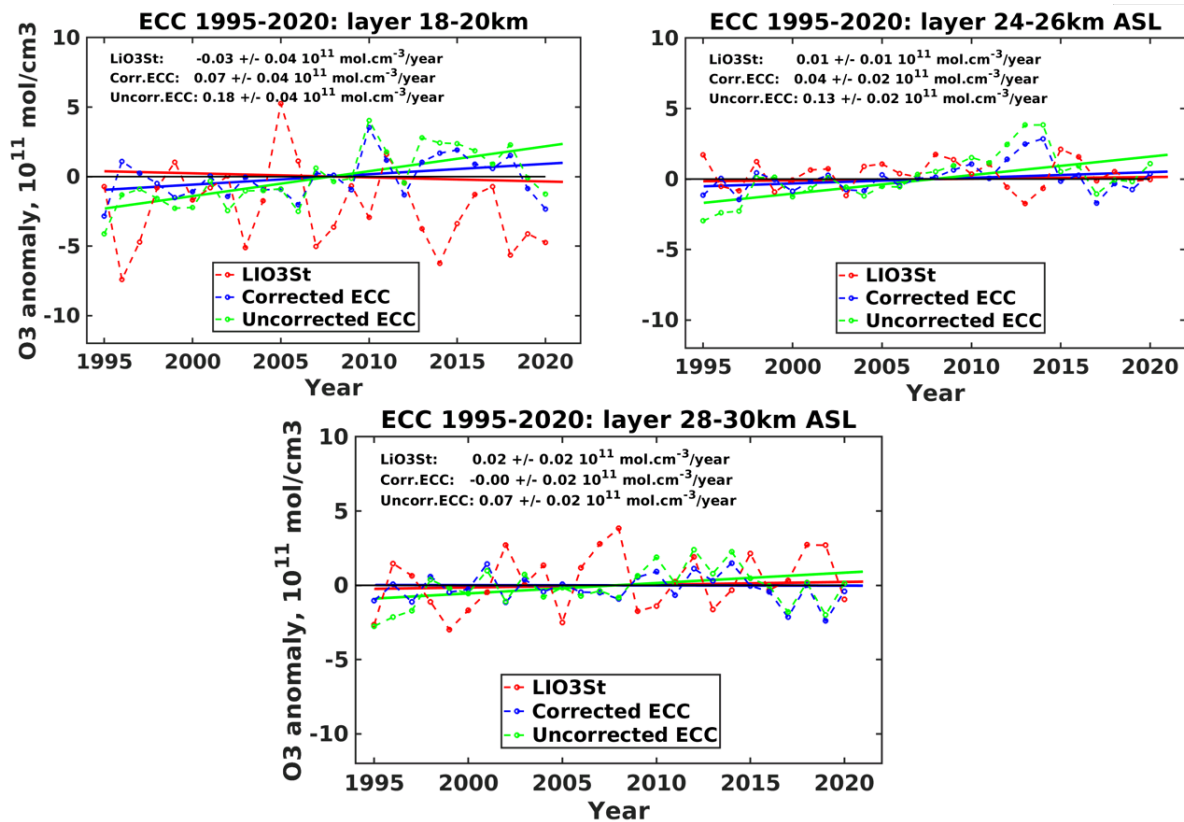 ECC 1995-2020: layer 18-20km
LiO3St: -0.03 +/- 0.04 10^11 mol.cm^-3/year
Corr.ECC: 0.07 +/- 0.04 10^11 mol.cm^-3/year
Uncorr.ECC: 0.18 +/- 0.04 10^11 mol.cm^-3/year
O3 anomaly, 10^11 mol/cm3
10
5
0
-5
-10
LIO3St
Corrected ECC
Uncorrected ECC
1995 2000 2005 2010 2015 2020
Year
ECC 1995-2020: layer 24-26km ASL
LiO3St: 0.01 +/- 0.01 10^11 mol.cm^-3/year
Corr.ECC: 0.04 +/- 0.02 10^11 mol.cm^-3/year
Uncorr.ECC: 0.13 +/- 0.02 10^11 mol.cm^-3/year
10
5
0
-5
-10
LIO3St
Corrected ECC
Uncorrected ECC
1995 2000 2005 2010 2015 2020
Year
ECC 1995-2020: layer 28-30km ASL
LiO3St: 0.02 +/- 0.02 10^11 mol.cm^-3/year
Corr.ECC: -0.00 +/- 0.02 10^11 mol.cm^-3/year
Uncorr.ECC: 0.07 +/- 0.02 10^11 mol.cm^-3/year
O3 anomaly, 10^11 mol/cm3
10
5
0
-5
-10
LIO3St
Corrected ECC
Uncorrected ECC
1995 2000 2005 2010 2015 2020
Year